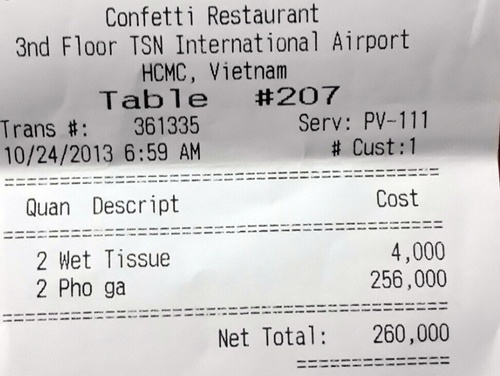 Confetti Restaurant
3nd Floor TSN International Airport
HCMC, Vietnam
Table #207
Trans #: 361335 Serv: PV-111
10/24/2013 6:59 AM # Cust:1
Quan Descript Cost
2 Wet Tissue 4,000
2 Pho ga 256,000
Net Total: 260,000